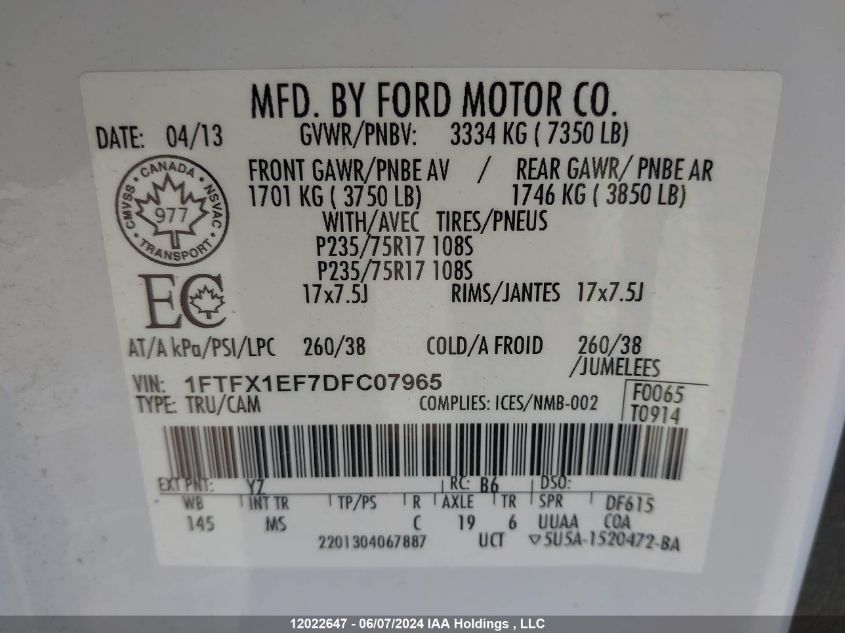 MFD. BY FORD MOTOR CO.
DATE: 04/13 GVWR/PNBV: 3334 KG ( 7350 LB)
FRONT GAWR/PNBE AV / REAR GAWR/ PNBE AR
1701 KG ( 3750 LB) 1746 KG ( 3850 LB)
CANADA
CMVSS NSVAC
977
TRANSPORT
WITH/AVEC TIRES/PNEUS
P235/75R17 108S
P235/75R17 108S
EC
17x7.5J RIMS/JANTES 17x7.5J
AT/A kPa/PSI/LPC 260/38 COLD/A FROID 260/38
/JUMELEES
VIN: 1FTFX1EF7DFC07965
F0065
TYPE: TRU/CAM COMPLIES: ICES/NMB-002
T0914
EXT PNT: YZ RC: B6 DSO:
WB INT TR TP/PS R AXLE TR SPR DF615
145 MS C 19 6 UUAA COA
2201304067887 UCT ▽5U5A-1520472-BA
12022647 - 06/07/2024 IAA Holdings , LLC